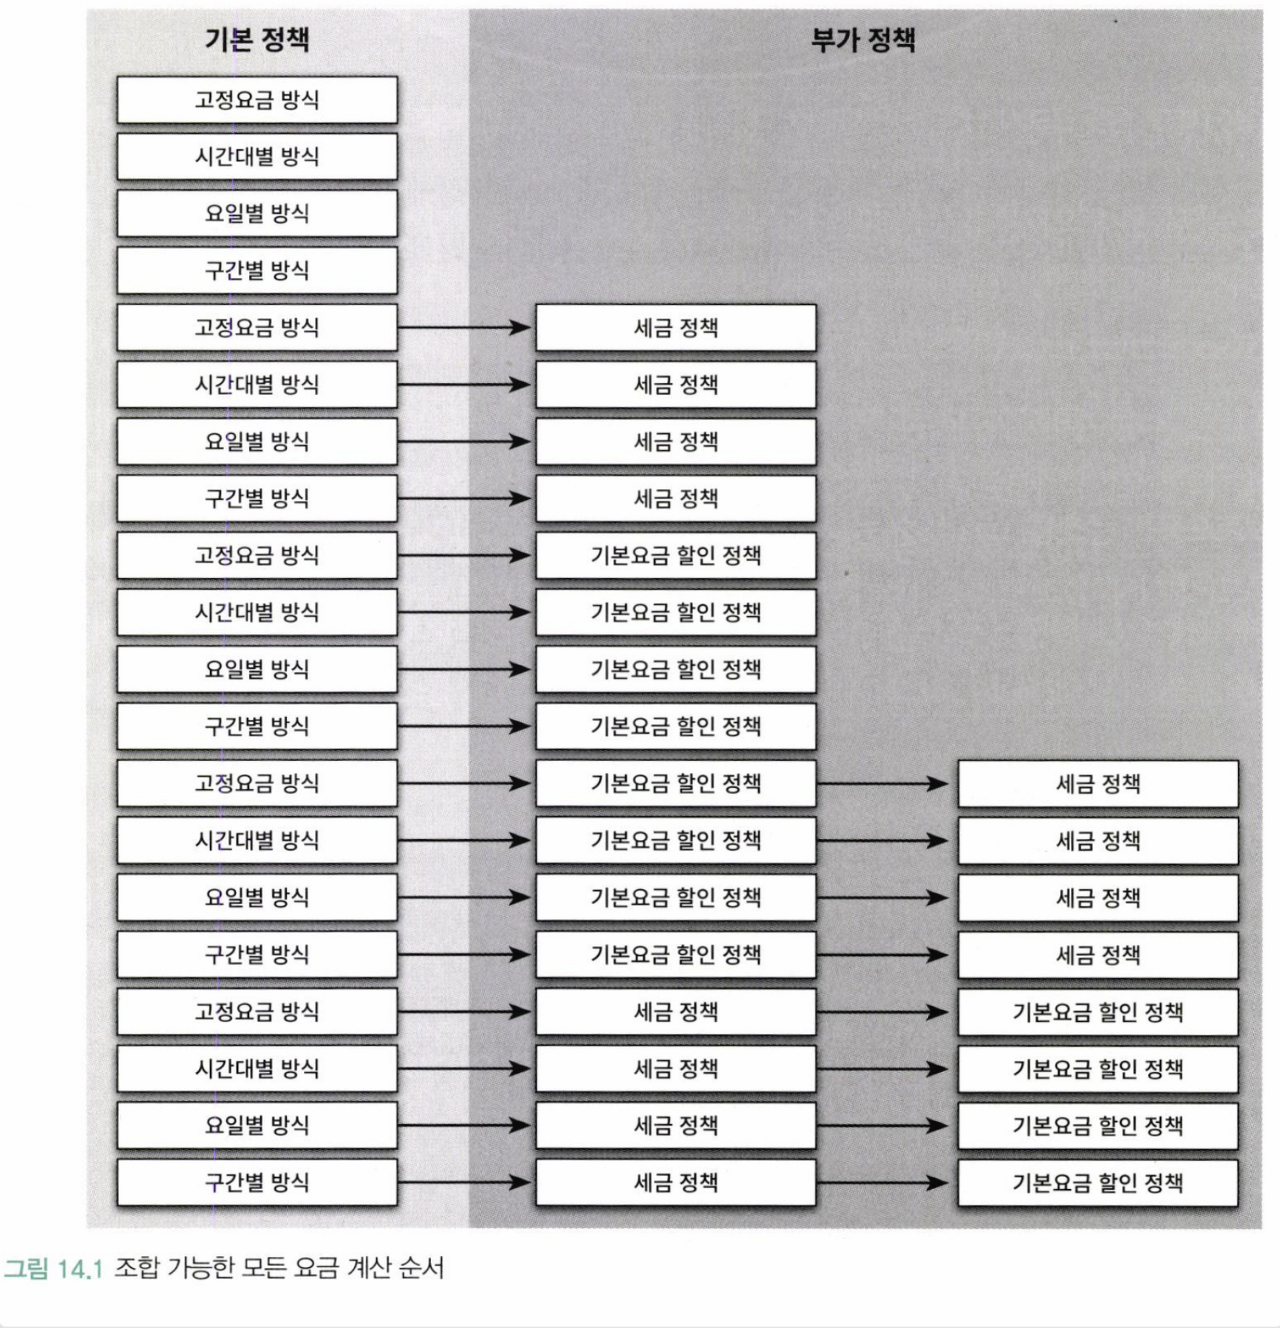 기본 정책 부가 정책
고정요금 방식
시간대별 방식
요일별 방식
구간별 방식
고정요금 방식 세금 정책
시간대별 방식 세금 정책
요일별 방식 세금 정책
구간별 방식 세금 정책
고정요금 방식 기본요금 할인 정책
시간대별 방식 기본요금 할인 정책
요일별 방식 기본요금 할인 정책
구간별 방식 기본요금 할인 정책
고정요금 방식 기본요금 할인 정책 세금 정책
시간대별 방식 기본요금 할인 정책 세금 정책
요일별 방식 기본요금 할인 정책 세금 정책
구간별 방식 기본요금 할인 정책 세금 정책
고정요금 방식 세금 정책 기본요금 할인 정책
시간대별 방식 세금 정책 기본요금 할인 정책
요일별 방식 세금 정책 기본요금 할인 정책
구간별 방식 세금 정책 기본요금 할인 정책
그림 14.1 조합 가능한 모든 요금 계산 순서